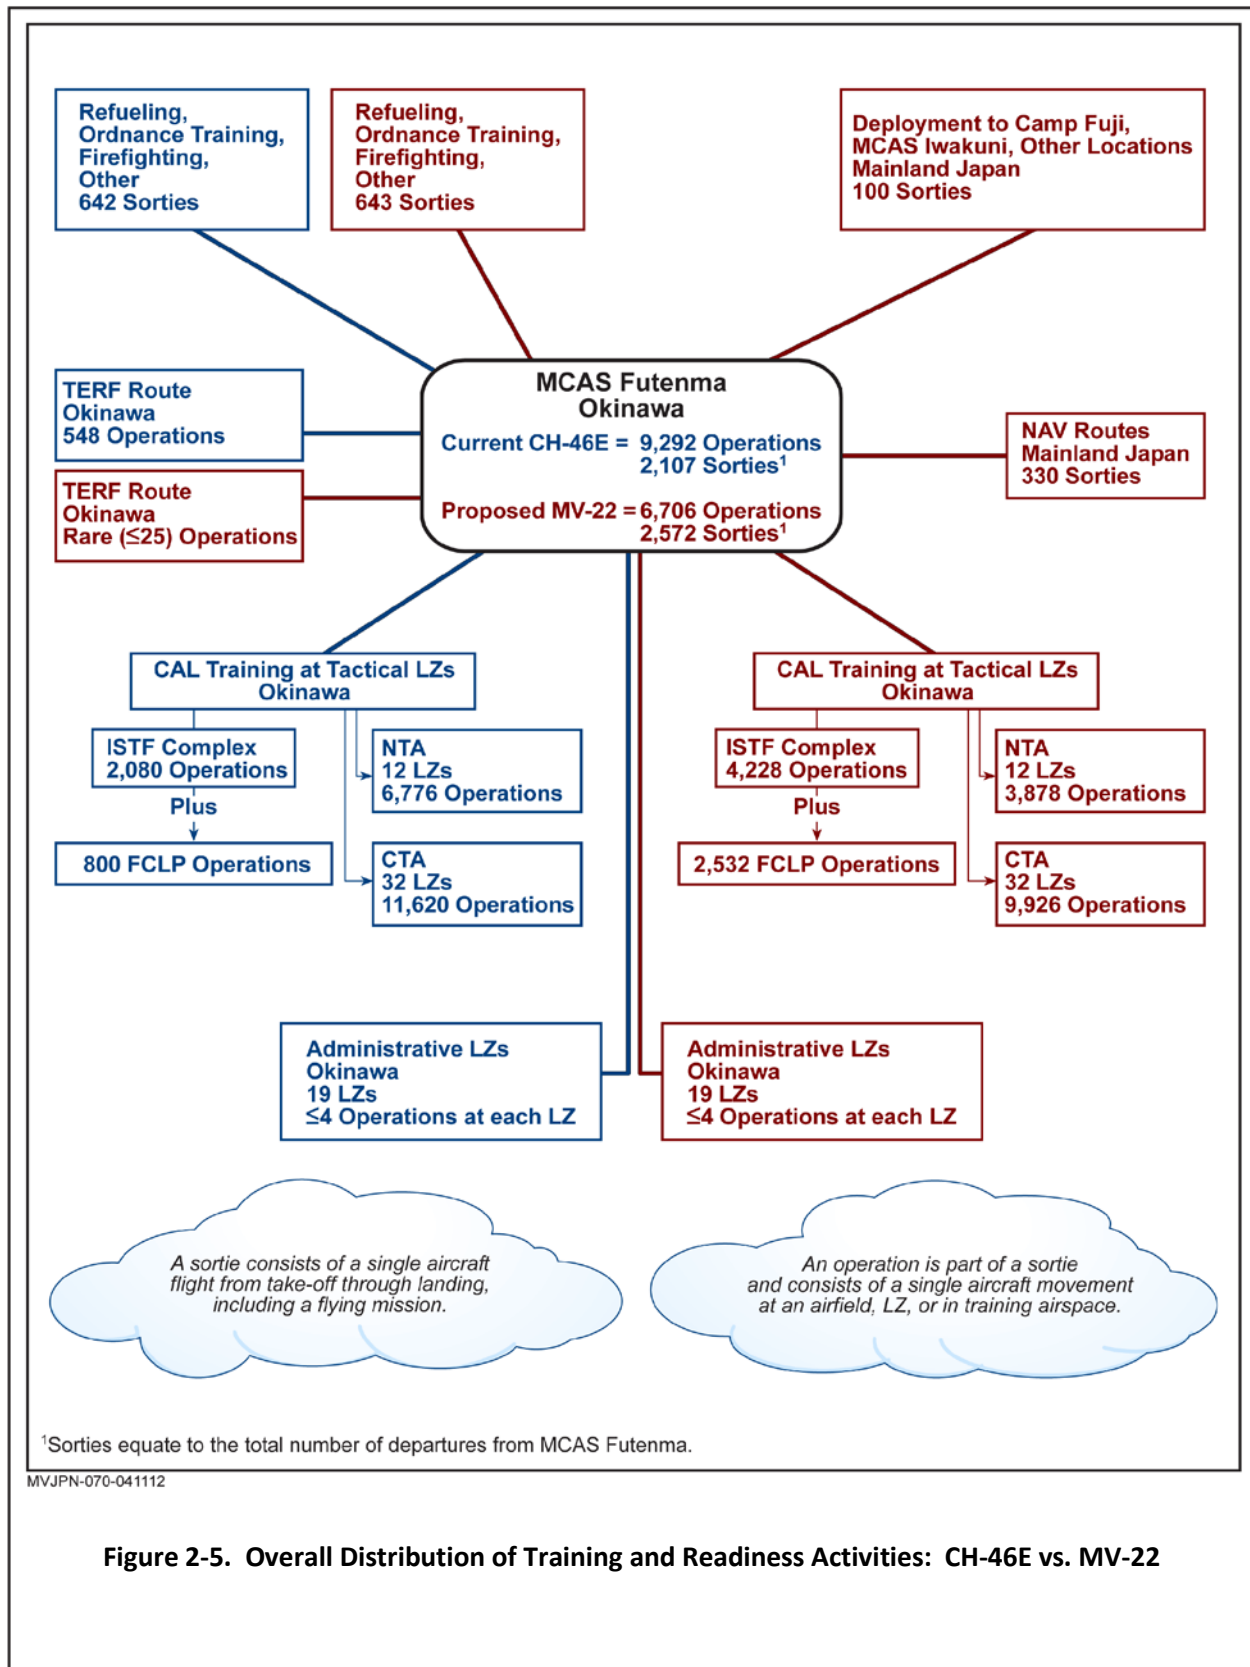 Refueling,
Ordnance Training,
Firefighting,
Other
642 Sorties
Refueling,
Ordnance Training,
Firefighting,
Other
643 Sorties
Deployment to Camp Fuji,
MCAS Iwakuni, Other Locations
Mainland Japan
100 Sorties
MCAS Futenma
Okinawa
Current CH-46E = 9,292 Operations
2,107 Sorties¹
Proposed MV-22 = 6,706 Operations
2,572 Sorties¹
TERF Route
Okinawa
548 Operations
TERF Route
Okinawa
Rare (≤25) Operations
NAV Routes
Mainland Japan
330 Sorties
CAL Training at Tactical LZs
Okinawa
ISTF Complex
2,080 Operations
Plus
800 FCLP Operations
NTA
12 LZs
6,776 Operations
CTA
32 LZs
11,620 Operations
CAL Training at Tactical LZs
Okinawa
ISTF Complex
4,228 Operations
Plus
2,532 FCLP Operations
NTA
12 LZs
3,878 Operations
CTA
32 LZs
9,926 Operations
Administrative LZs
Okinawa
19 LZs
≤4 Operations at each LZ
Administrative LZs
Okinawa
19 LZs
≤4 Operations at each LZ
A sortie consists of a single aircraft
flight from take-off through landing,
including a flying mission.
An operation is part of a sortie
and consists of a single aircraft movement
at an airfield, LZ, or in training airspace.
¹Sorties equate to the total number of departures from MCAS Futenma.
MVJPN-070-041112
Figure 2-5. Overall Distribution of Training and Readiness Activities: CH-46E vs. MV-22